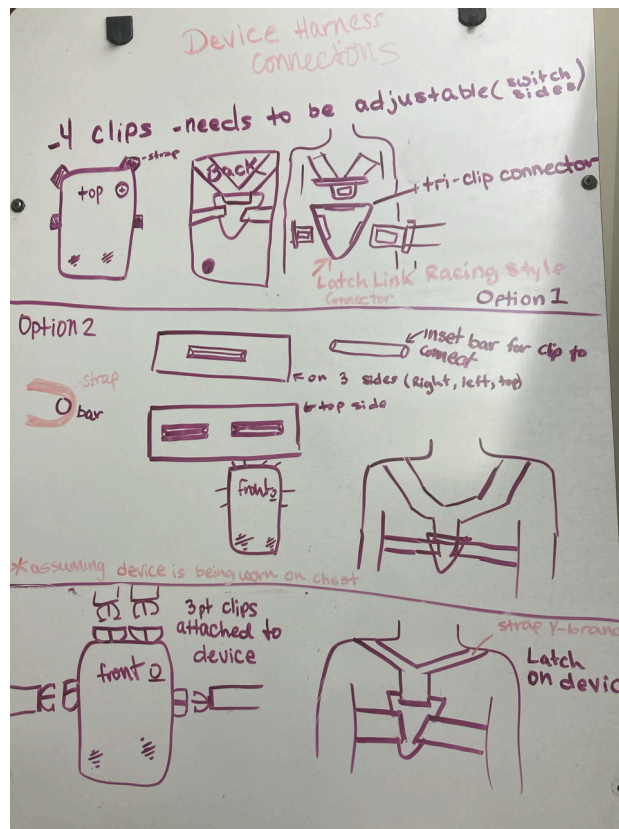 Device Harness
Connections
-4 clips -needs to be adjustable (switch sides)
-strap
top
Back
tri-clip connector
Latch Link Racing Style
Connector
Option 1
Option 2
strap
bar
inset bar for clip to
connect
on 3 sides (Right, left, top)
top side
front
*assuming device is being worn on chest
3pt clips
attached to
device
front
strap Y-bran
Latch
on devic